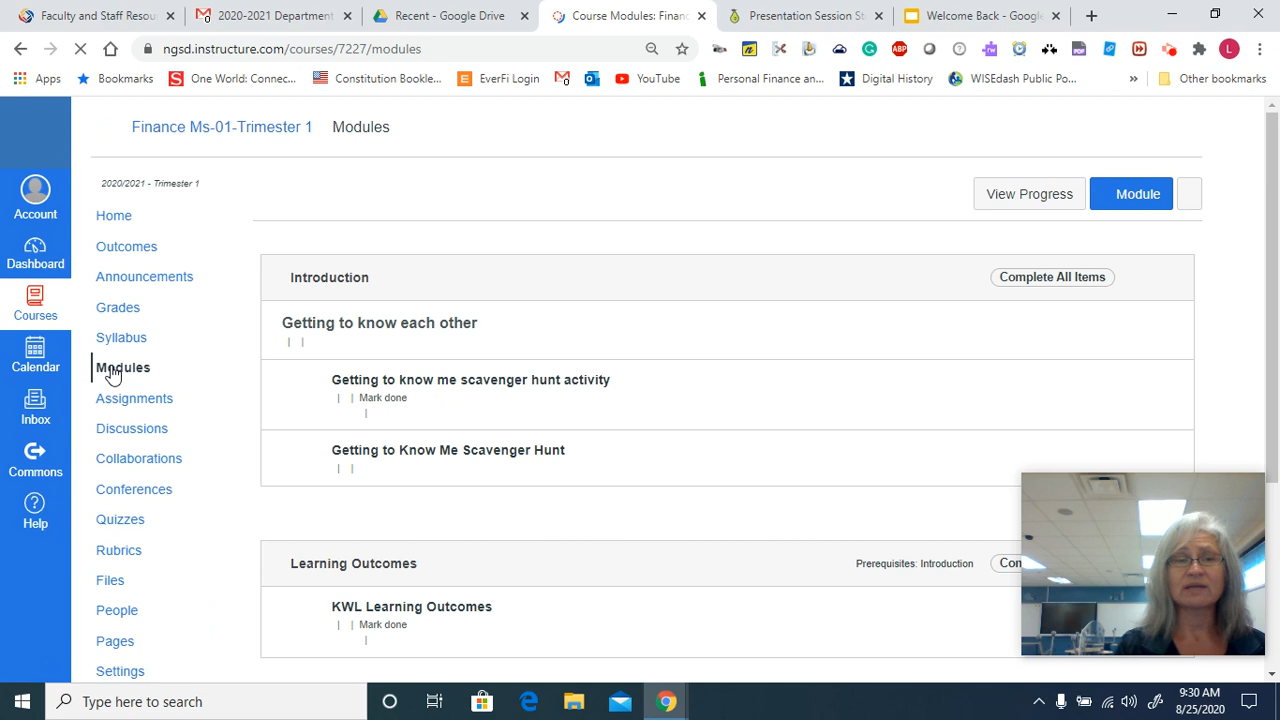 Faculty and Staff Resou
2020-2021 Department
Recent - Google Drive
Course Modules: Financ
Presentation Session St
Welcome Back - Google
ngsd.instructure.com/courses/7227/modules
Apps
Bookmarks
One World: Connec...
Constitution Bookle...
EverFi Login
YouTube
Personal Finance an...
Digital History
WISEdash Public Po...
Other bookmarks
Finance Ms-01-Trimester 1
Modules
2020/2021 - Trimester 1
View Progress
Module
Account
Dashboard
Courses
Calendar
Inbox
Commons
Help
Home
Outcomes
Announcements
Grades
Syllabus
Modules
Assignments
Discussions
Collaborations
Conferences
Quizzes
Rubrics
Files
People
Pages
Settings
Introduction
Complete All Items
Getting to know each other
Getting to know me scavenger hunt activity
Mark done
Getting to Know Me Scavenger Hunt
Learning Outcomes
Prerequisites: Introduction
Con
KWL Learning Outcomes
Mark done
Type here to search
9:30 AM
8/25/2020